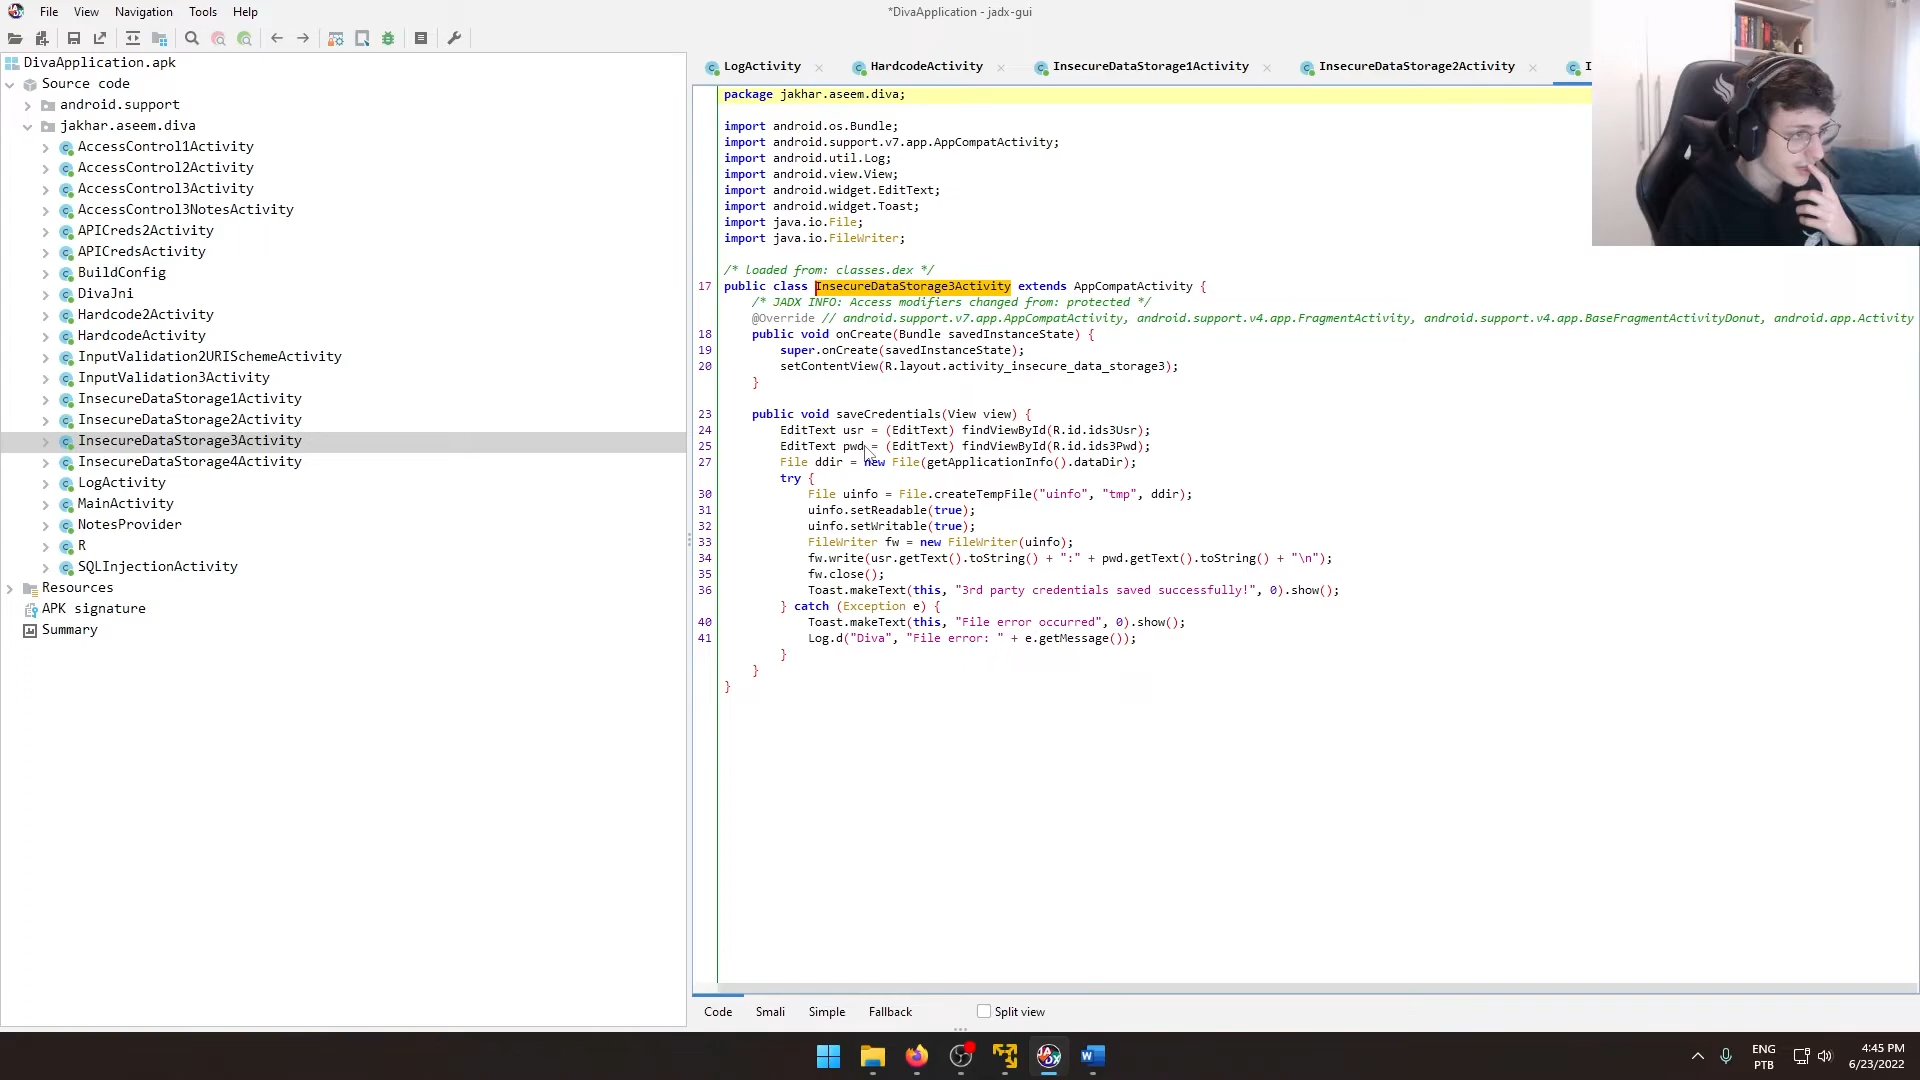 File View Navigation Tools Help
*DivaApplication - jadx-gui
DivaApplication.apk
Source code
android.support
jakhar.aseem.diva
AccessControl1Activity
AccessControl2Activity
AccessControl3Activity
AccessControl3NotesActivity
APICreds2Activity
APICredsActivity
BuildConfig
DivaJni
Hardcode2Activity
HardcodeActivity
InputValidation2URISchemeActivity
InputValidation3Activity
InsecureDataStorage1Activity
InsecureDataStorage2Activity
InsecureDataStorage3Activity
InsecureDataStorage4Activity
LogActivity
MainActivity
NotesProvider
R
SQLInjectionActivity
Resources
APK signature
Summary
LogActivity HardcodeActivity InsecureDataStorage1Activity InsecureDataStorage2Activity I
package jakhar.aseem.diva;
import android.os.Bundle;
import android.support.v7.app.AppCompatActivity;
import android.util.Log;
import android.view.View;
import android.widget.EditText;
import android.widget.Toast;
import java.io.File;
import java.io.FileWriter;
/* loaded from: classes.dex */
17 public class InsecureDataStorage3Activity extends AppCompatActivity {
/* JADX INFO: Access modifiers changed from: protected */
@Override // android.support.v7.app.AppCompatActivity, android.support.v4.app.FragmentActivity, android.support.v4.app.BaseFragmentActivityDonut, android.app.Activity
18 public void onCreate(Bundle savedInstanceState) {
19 super.onCreate(savedInstanceState);
20 setContentView(R.layout.activity_insecure_data_storage3);
}
23 public void saveCredentials(View view) {
24 EditText usr = (EditText) findViewById(R.id.ids3Usr);
25 EditText pwd = (EditText) findViewById(R.id.ids3Pwd);
27 File ddir = new File(getApplicationInfo().dataDir);
try {
30 File uinfo = File.createTempFile("uinfo", "tmp", ddir);
31 uinfo.setReadable(true);
32 uinfo.setWritable(true);
33 FileWriter fw = new FileWriter(uinfo);
34 fw.write(usr.getText().toString() + ":" + pwd.getText().toString() + "\n");
35 fw.close();
36 Toast.makeText(this, "3rd party credentials saved successfully!", 0).show();
} catch (Exception e) {
40 Toast.makeText(this, "File error occurred", 0).show();
41 Log.d("Diva", "File error: " + e.getMessage());
}
}
}
Code Smali Simple Fallback Split view
ENG
PTB
4:45 PM
6/23/2022